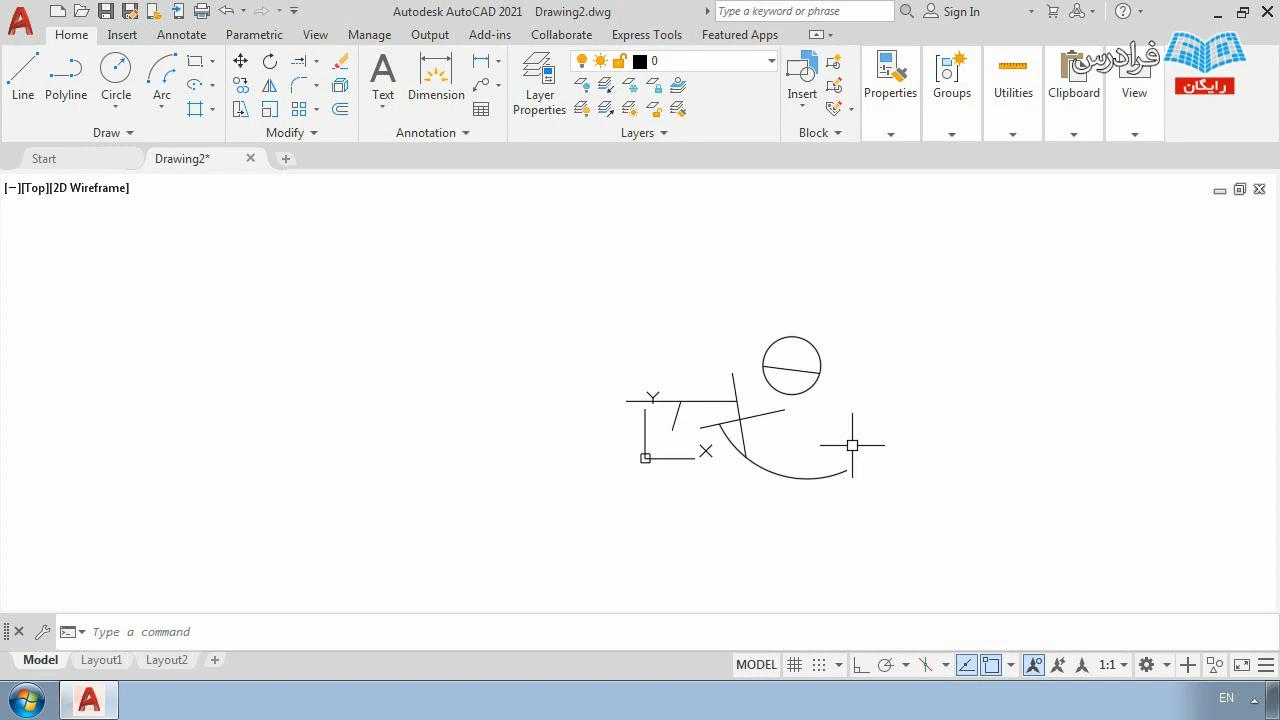 Autodesk AutoCAD 2021 Drawing2.dwg
Type a keyword or phrase
Sign In
Home Insert Annotate Parametric View Manage Output Add-ins Collaborate Express Tools Featured Apps
فرادرس
رایگان
0
Line Polyline Circle Arc
Text Dimension
Layer Properties
Insert
Properties Groups Utilities Clipboard View
Draw Modify Annotation Layers Block
Start Drawing2*
[−][Top][2D Wireframe]
Y
X
Type a command
Model Layout1 Layout2
MODEL 1:1
EN